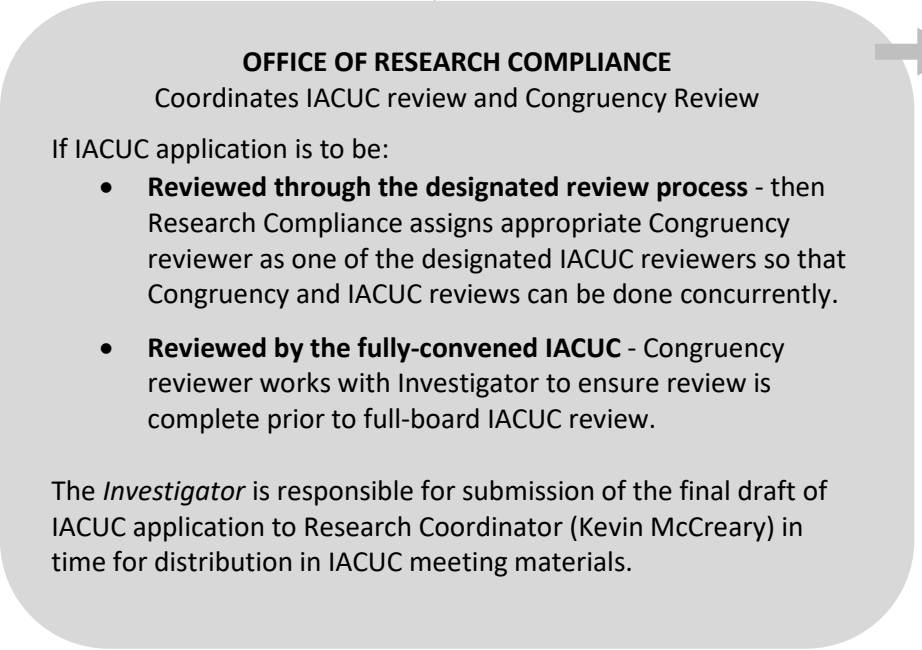 OFFICE OF RESEARCH COMPLIANCE
Coordinates IACUC review and Congruency Review
If IACUC application is to be:
• Reviewed through the designated review process - then
Research Compliance assigns appropriate Congruency
reviewer as one of the designated IACUC reviewers so that
Congruency and IACUC reviews can be done concurrently.
• Reviewed by the fully-convened IACUC - Congruency
reviewer works with Investigator to ensure review is
complete prior to full-board IACUC review.
The Investigator is responsible for submission of the final draft of
IACUC application to Research Coordinator (Kevin McCreary) in
time for distribution in IACUC meeting materials.